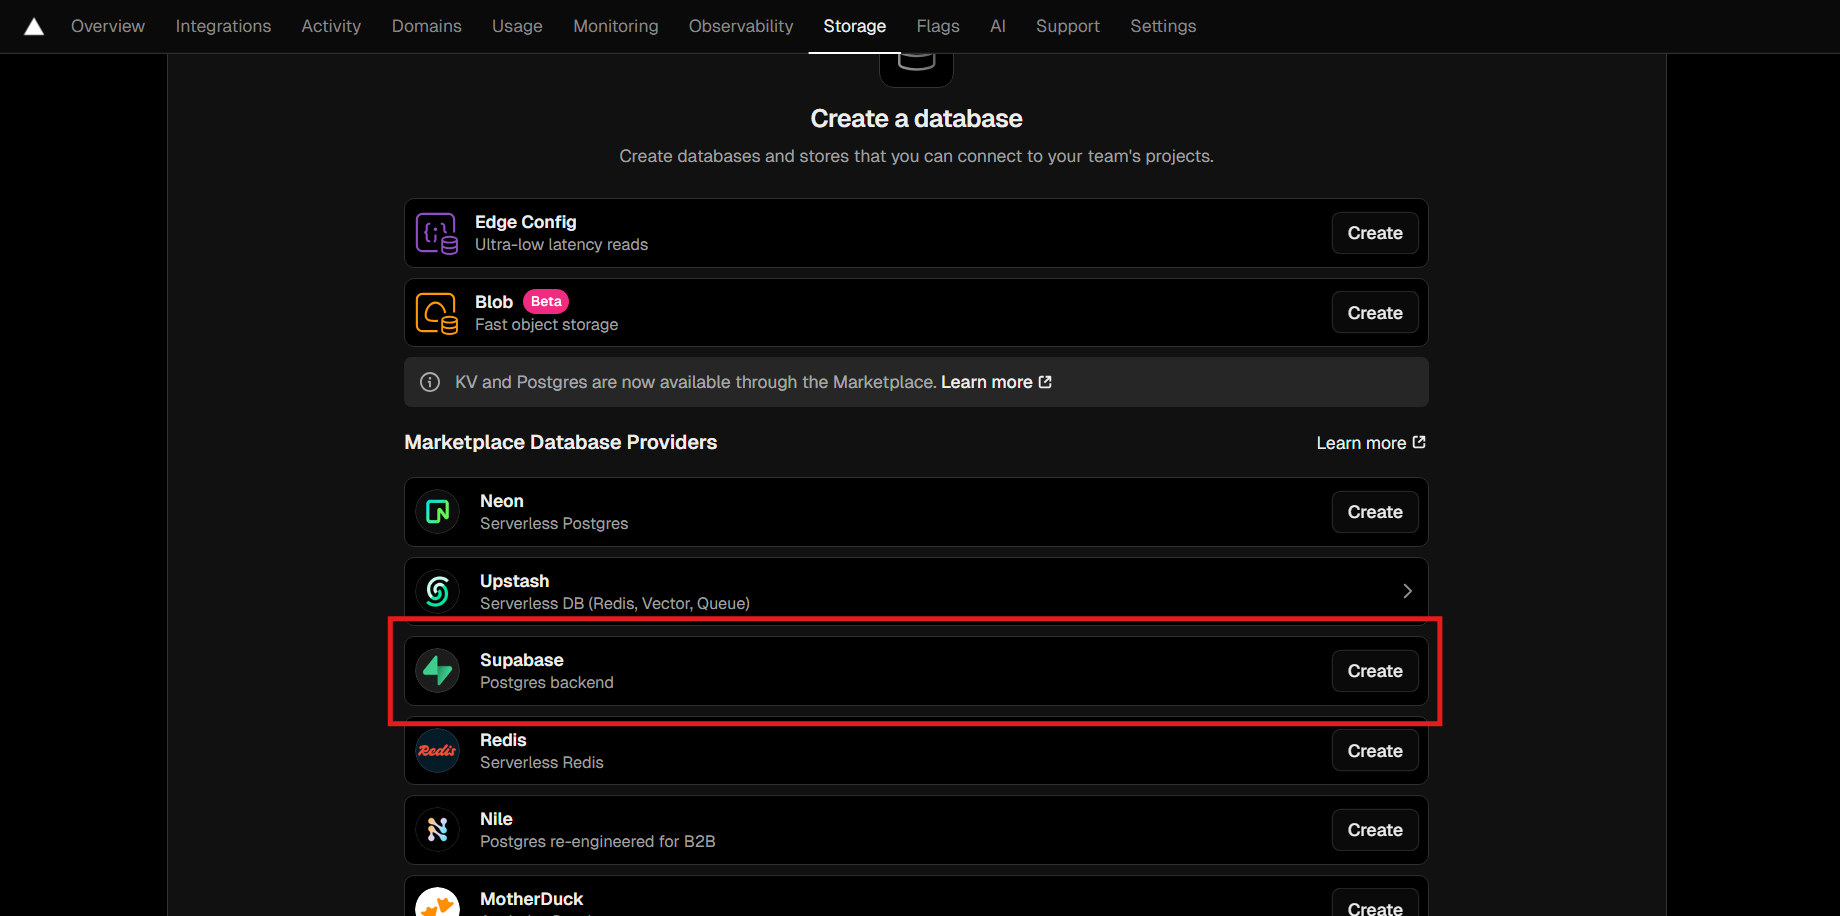 Overview Integrations Activity Domains Usage Monitoring Observability Storage Flags AI Support Settings
Create a database
Create databases and stores that you can connect to your team's projects.
Edge Config
Ultra-low latency reads
Create
Blob Beta
Fast object storage
Create
KV and Postgres are now available through the Marketplace. Learn more
Marketplace Database Providers
Learn more
Neon
Serverless Postgres
Create
Upstash
Serverless DB (Redis, Vector, Queue)
Supabase
Postgres backend
Create
Redis
Redis
Serverless Redis
Create
Nile
Postgres re-engineered for B2B
Create
MotherDuck
Create